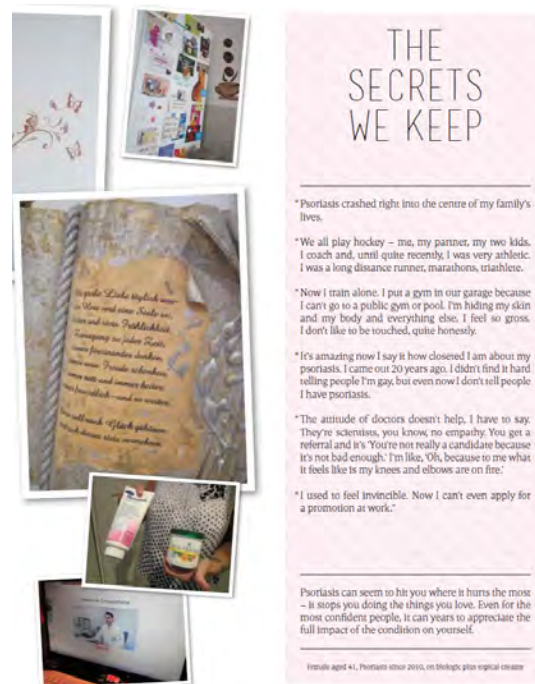 THE
SECRETS
WE KEEP
"Psoriasis crashed right into the centre of my family's
lives.
"We all play hockey – me, my partner, my two kids.
I coach and, until quite recently, I was very athletic.
I was a long distance runner, marathons, triathlete.
"Now I train alone. I put a gym in our garage because
I can't go to a public gym or pool. I'm hiding my skin
and my body and everything else. I feel so gross.
I don't like to be touched, quite honestly.
"It's amazing now I say it how closeted I am about my
psoriasis. I came out 20 years ago. I didn't find it hard
telling people I'm gay, but even now I don't tell people
I have psoriasis.
"The attitude of doctors doesn't help, I have to say.
They're scientists, you know, no empathy. You get a
referral and it's 'You're not really a candidate because
it's not bad enough.' I'm like, 'Oh, because to me what
it feels like is my knees and elbows are on fire.'
"I used to feel invincible. Now I can't even apply for
a promotion at work."
Psoriasis can seem to hit you where it hurts the most
– it stops you doing the things you love. Even for the
most confident people, it can years to appreciate the
full impact of the condition on yourself.
Female aged 41, Psoriasis since 2010, on biologic plus topical creams